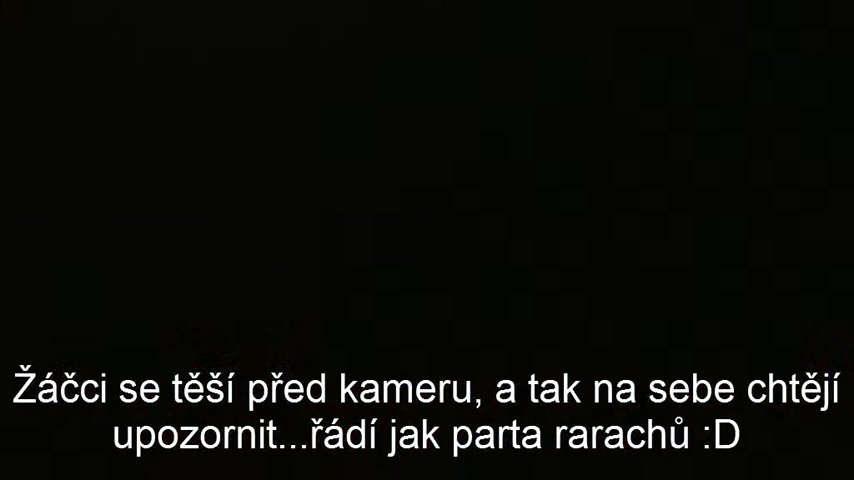 Žáčci se těší před kameru, a tak na sebe chtějí
upozornit...řádí jak parta rarachů :D